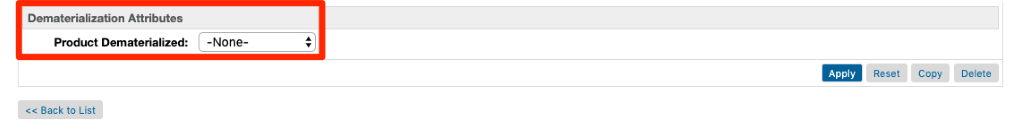 Dematerialization Attributes
Product Dematerialized: -None-
Apply Reset Copy Delete
<< Back to List